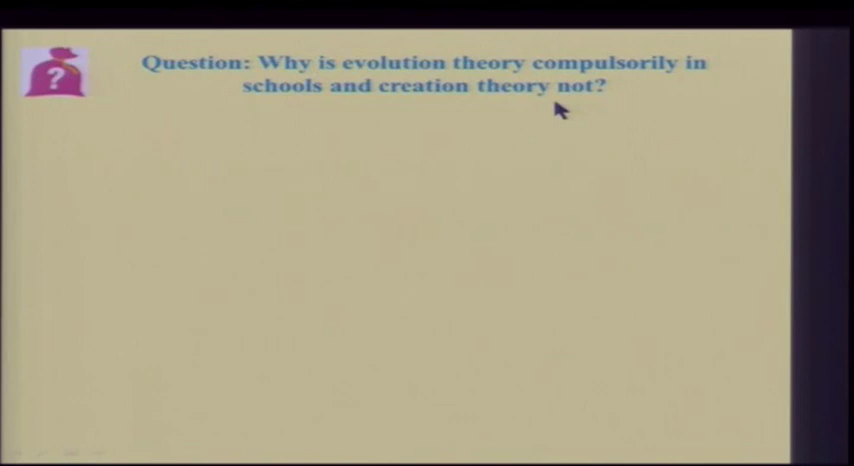 Question: Why is evolution theory compulsorily in
schools and creation theory not?
?